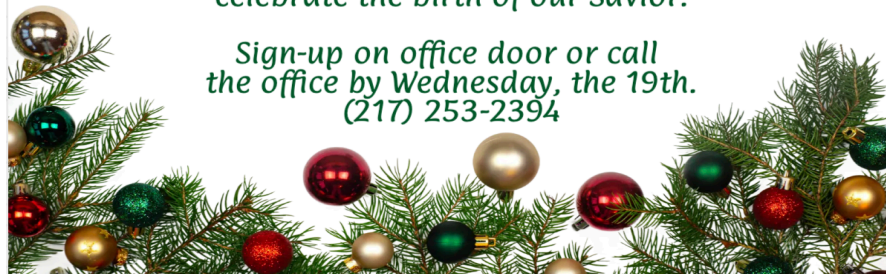 celebrate the birth of our Savior.
Sign-up on office door or call
the office by Wednesday, the 19th.
(217) 253-2394